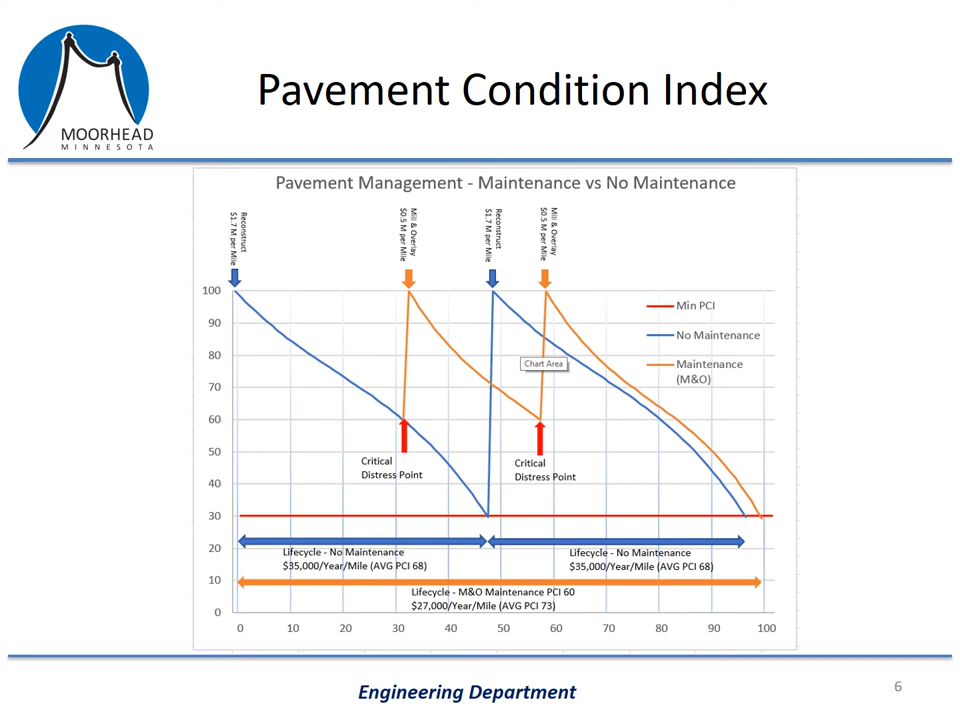 MOORHEAD
MINNESOTA
Pavement Condition Index
Pavement Management - Maintenance vs No Maintenance
Reconstruct
$1.7 M per Mile
Mill & Overlay
$0.5 M per Mile
Reconstruct
$1.7 M per Mile
Mill & Overlay
$0.5 M per Mile
100
90
80
70
60
50
40
30
20
10
0
Min PCI
No Maintenance
Maintenance
(M&O)
Chart Area
Critical
Distress Point
Critical
Distress Point
Lifecycle - No Maintenance
$35,000/Year/Mile (AVG PCI 68)
Lifecycle - No Maintenance
$35,000/Year/Mile (AVG PCI 68)
Lifecycle - M&O Maintenance PCI 60
$27,000/Year/Mile (AVG PCI 73)
0 10 20 30 40 50 60 70 80 90 100
Engineering Department
6